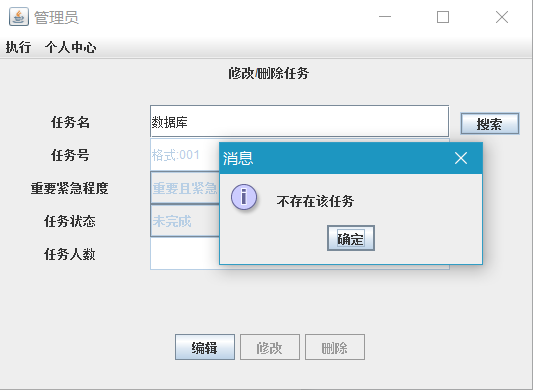 管理员
执行 个人中心
修改/删除任务
任务名 数据库 搜索
任务号 格式:001
重要紧急程度 重要且紧急
任务状态 未完成
任务人数
消息
不存在该任务
确定
编辑 修改 删除